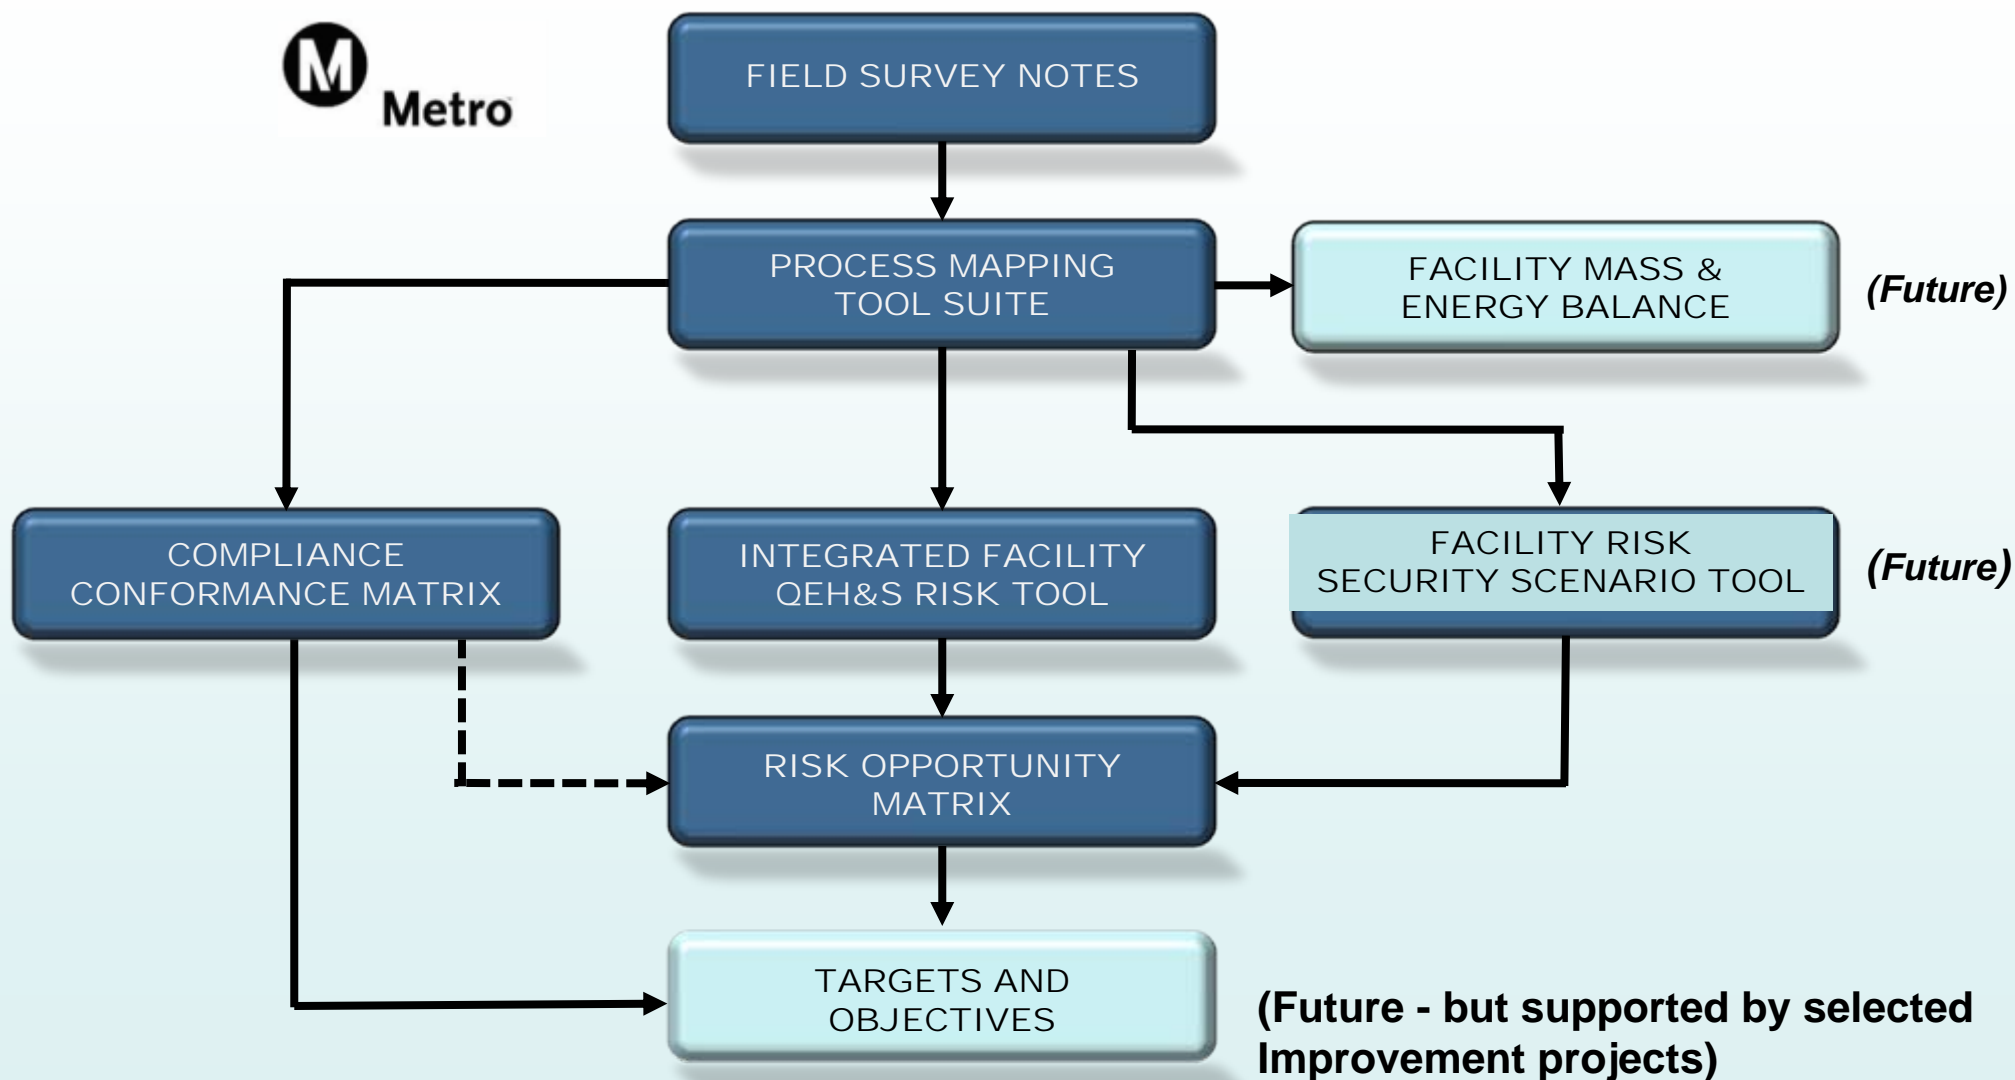 M
Metro
FIELD SURVEY NOTES
PROCESS MAPPING
TOOL SUITE
FACILITY MASS &
ENERGY BALANCE
(Future)
COMPLIANCE
CONFORMANCE MATRIX
INTEGRATED FACILITY
QEH&S RISK TOOL
FACILITY RISK
SECURITY SCENARIO TOOL
(Future)
RISK OPPORTUNITY
MATRIX
TARGETS AND
OBJECTIVES
(Future - but supported by selected
Improvement projects)